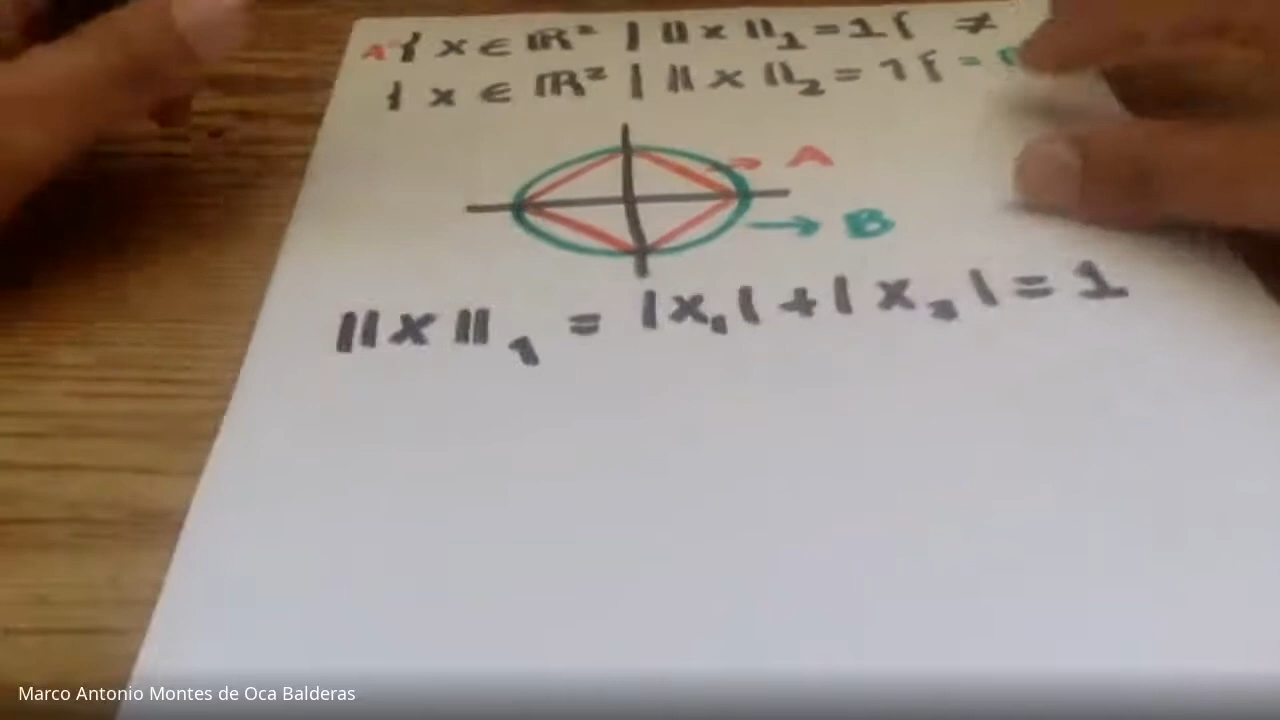 A {x ∈ ℝ² | ||x||₁ = 1} ≠
{x ∈ ℝ² | ||x||₂ = 1} =
A
B
||x||₁ = |x₁| + |x₂| = 1
Marco Antonio Montes de Oca Balderas